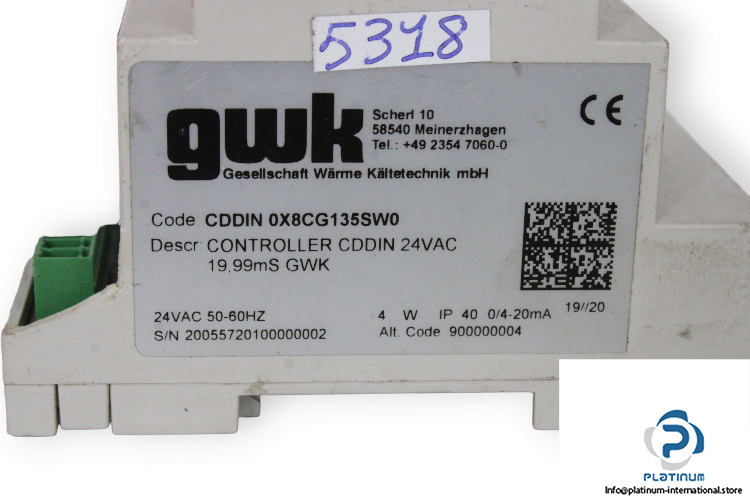 5318
gwk
Scherl 10
58540 Meinerzhagen
Tel.: +49 2354 7060-0
Gesellschaft Wärme Kältetechnik mbH
CE
Code CDDIN 0X8CG135SW0
Descr CONTROLLER CDDIN 24VAC
19,99mS GWK
24VAC 50-60HZ 4 W IP 40 0/4-20mA 19//20
S/N 20055720100000002 Alt. Code 900000004
PLATINUM
Info@platinum-international.store